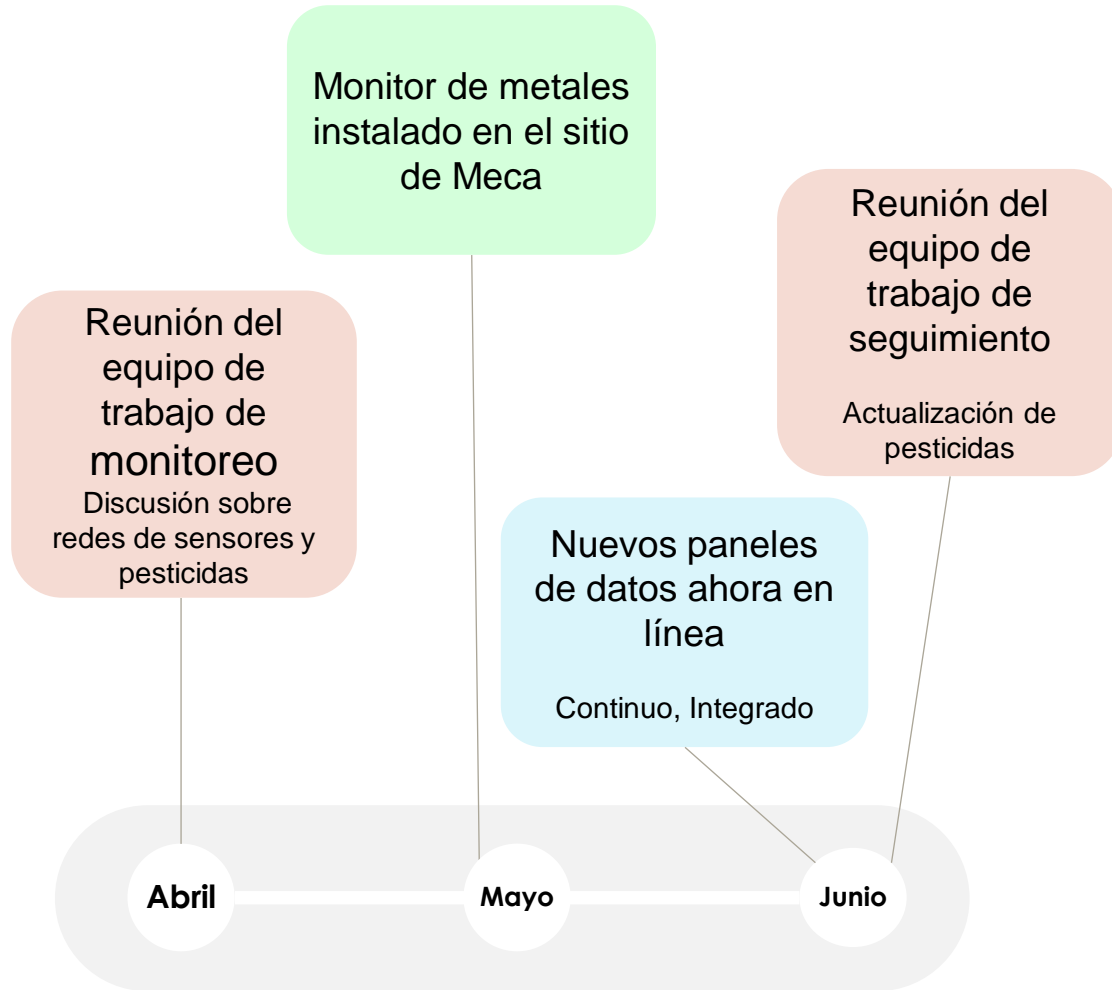 Monitor de metales
instalado en el sitio
de Meca
Reunión del
equipo de
trabajo de
seguimiento
Actualización de
pesticidas
Reunión del
equipo de
trabajo de
monitoreo
Discusión sobre
redes de sensores y
pesticidas
Nuevos paneles
de datos ahora en
línea
Continuo, Integrado
Abril
Mayo
Junio